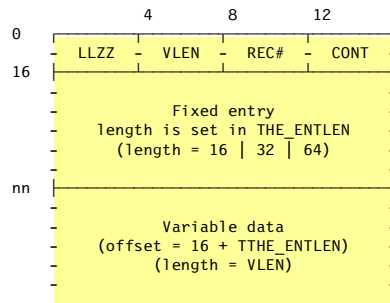 4 8 12
0
LLZZ - VLEN - REC# - CONT
16
Fixed entry
length is set in THE_ENTLEN
(length = 16 | 32 | 64)
nn
Variable data
(offset = 16 + TTHE_ENTLEN)
(length = VLEN)